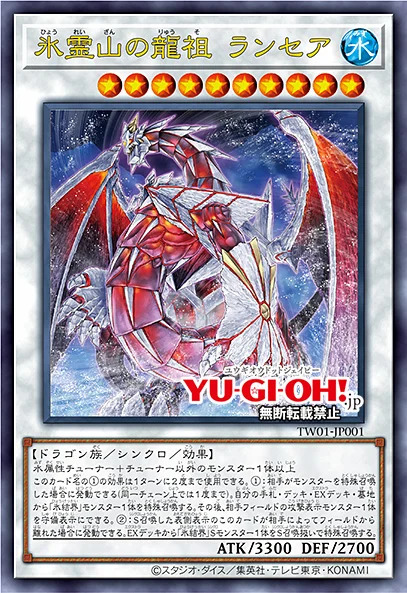 ひょう れい ざん りゅう そ
氷霊山の龍祖 ランセア
水
ユウギオウドットジェイピー
YU-GI-OH!.jp
無断転載禁止
TW01-JP001
【ドラゴン族/シンクロ/効果】
水属性チューナー+チューナー以外のモンスター1体以上
このカード名の①の効果は1ターンに2度まで使用できる。①:相手がモンスターを特殊召喚
した場合に発動できる(同一チェーン上では1度まで)。自分の手札・デッキ・EXデッキ・墓地
から「氷結界」モンスター1体を特殊召喚する。その後、相手フィールドの攻撃表示モンスター1体
を守備表示にできる。②:S召喚した表側表示のこのカードが相手によってフィールドから
離れた場合に発動できる。EXデッキから「氷結界」Sモンスター1体をS召喚扱いで特殊召喚する。
ATK/3300 DEF/2700
©スタジオ・ダイス/集英社・テレビ東京・KONAMI